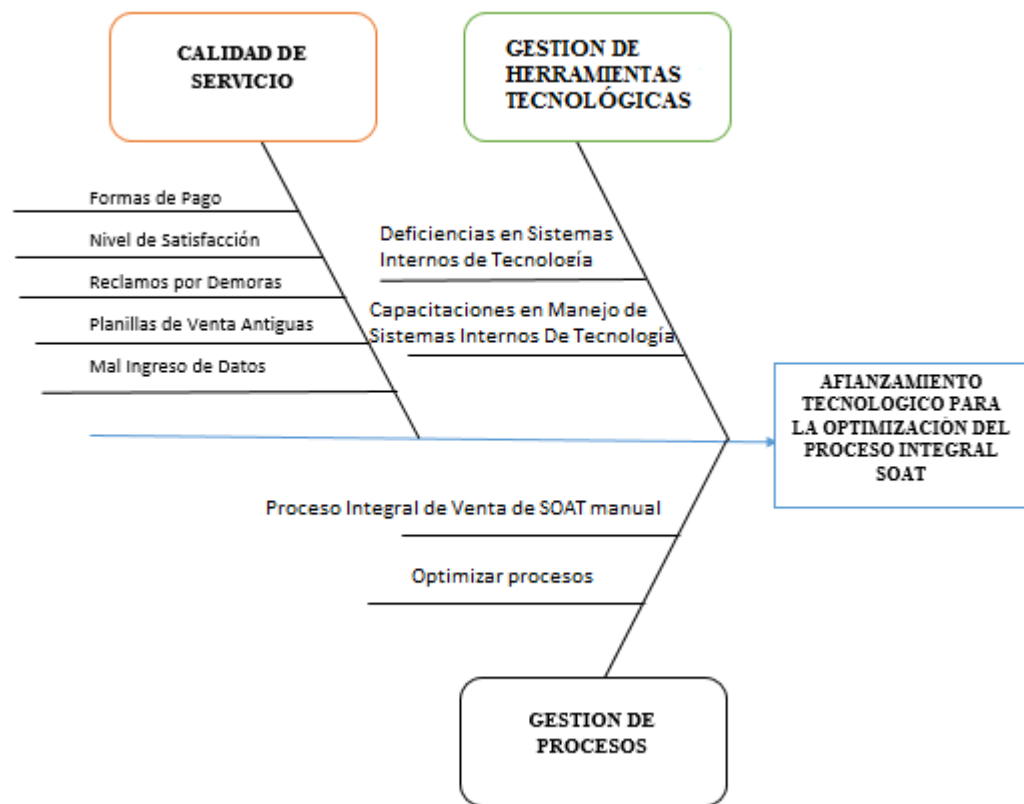 CALIDAD DE
SERVICIO
GESTION DE
HERRAMIENTAS
TECNOLÓGICAS
Formas de Pago
Nivel de Satisfacción
Reclamos por Demoras
Planillas de Venta Antiguas
Mal Ingreso de Datos
Deficiencias en Sistemas
Internos de Tecnología
Capacitaciones en Manejo de
Sistemas Internos De Tecnología
AFIANZAMIENTO
TECNOLOGICO PARA
LA OPTIMIZACIÓN DEL
PROCESO INTEGRAL
SOAT
Proceso Integral de Venta de SOAT manual
Optimizar procesos
GESTION DE
PROCESOS